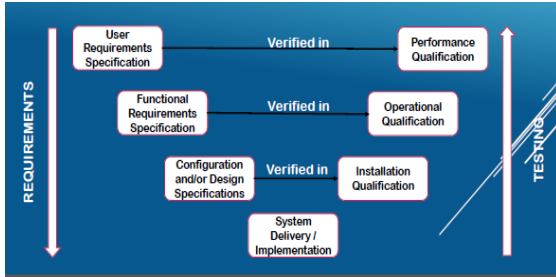 User
Requirements
Specification
Verified in
Performance
Qualification
Functional
Requirements
Specification
Verified in
Operational
Qualification
Configuration
and/or Design
Specifications
Verified in
Installation
Qualification
System
Delivery /
Implementation
REQUIREMENTS
TESTING